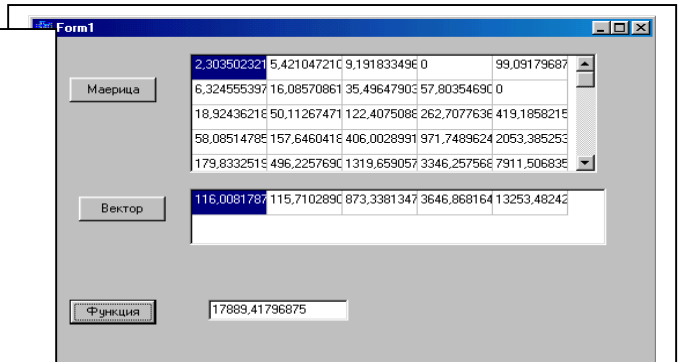 Form1
Маерица
2,303502321 5,421047210 9,191833496 0 99,09179687
6,324555397 16,08570861 35,49647903 57,80354690 0
18,92436218 50,11267471 122,4075088 262,7077636 419,1858215
58,08514785 157,6460418 406,0028991 971,7489624 2053,385253
179,8332519 496,2257690 1319,659057 3346,257568 7911,506835
Вектор
116,0081787 115,7102890 873,3381347 3646,868164 13253,48242
Функция
17889,41796875